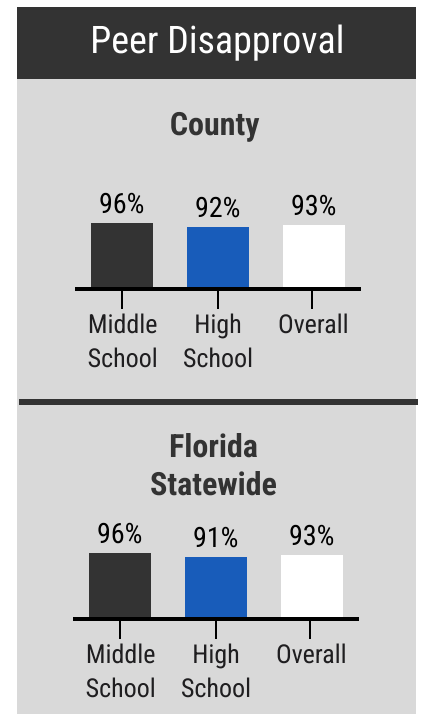 Peer Disapproval
County
96% 92% 93%
Middle School
High School
Overall
Florida
Statewide
96% 91% 93%
Middle School
High School
Overall